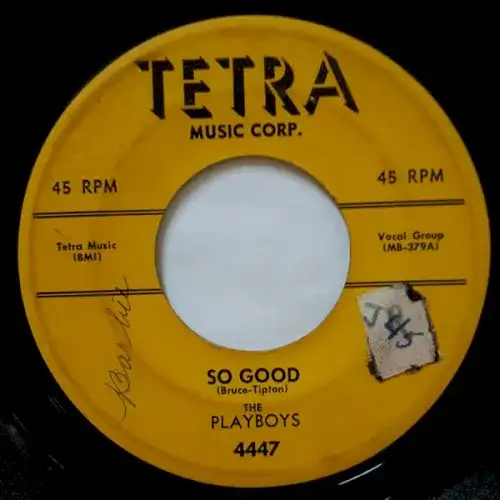 TETRA
MUSIC CORP.
45 RPM
45 RPM
Tetra Music
(BMI)
Vocal Group
(MB-379A)
SO GOOD
(Bruce-Tipton)
THE
PLAYBOYS
4447